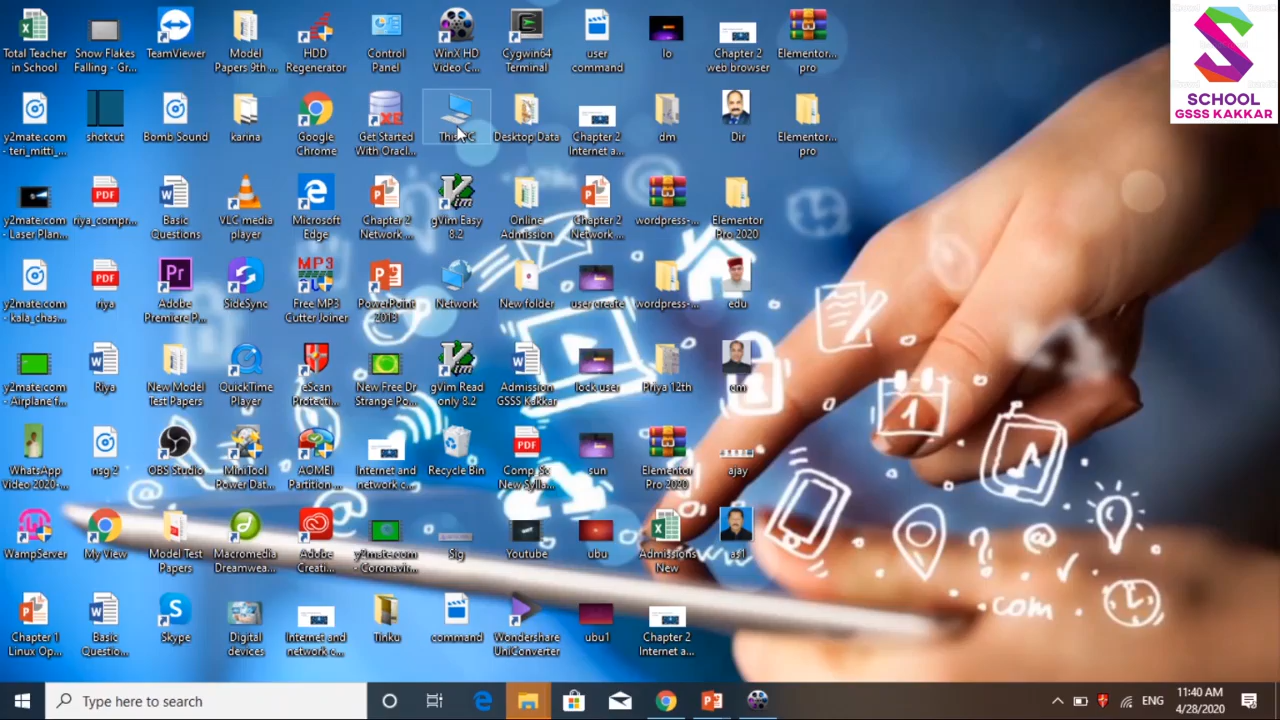 SCHOOL
GSSS KAKKAR
Total Teacher
in School
Snow Flakes
Falling - Gr...
TeamViewer
Model
Papers 9th ...
HDD
Regenerator
Control
Panel
WinX HD
Video C...
Cygwin64
Terminal
user
command
lo
Chapter 2
web browser
Elementor...
pro
y2mate.com
- teri_mitti_...
shotcut
Bomb Sound
karina
Google
Chrome
Get Started
With Oracl...
This PC
Desktop Data
Chapter 2
Internet a...
dm
Dir
Elementor...
pro
y2mate.com
- Laser Plan...
riya_compr...
Basic
Questions
VLC media
player
Microsoft
Edge
Chapter 2
Network ...
gVim Easy
8.2
Online
Admission
Chapter 2
Network ...
wordpress-...
Elementor
Pro 2020
y2mate.com
- kala_chas...
riya
Adobe
Premiere P...
SideSync
Free MP3
Cutter Joiner
PowerPoint
2013
Network
New folder
user create
wordpress-...
edu
y2mate.com
- Airplane f...
Riya
New Model
Test Papers
QuickTime
Player
eScan
Protecti...
New Free Dr
Strange Po...
gVim Read
only 8.2
Admission
GSSS Kakkar
lock user
Priya 12th
cm
WhatsApp
Video 2020-...
nsg 2
OBS Studio
MiniTool
Power Dat...
AOMEI
Partition ...
Internet and
network c...
Recycle Bin
Comp Sc
New Sylla...
sun
Elementor
Pro 2020
ajay
WampServer
My View
Model Test
Papers
Macromedia
Dreamwea...
Adobe
Creati...
y2mate.com
- Coronavir...
Sig
Youtube
ubu
Admissions
New
as1
Chapter 1
Linux Op...
Basic
Questio...
Skype
Digital
devices
Internet and
network c...
Tinku
command
Wondershare
UniConverter
ubu1
Chapter 2
Internet a...
.com
Type here to search
ENG
11:40 AM
4/28/2020